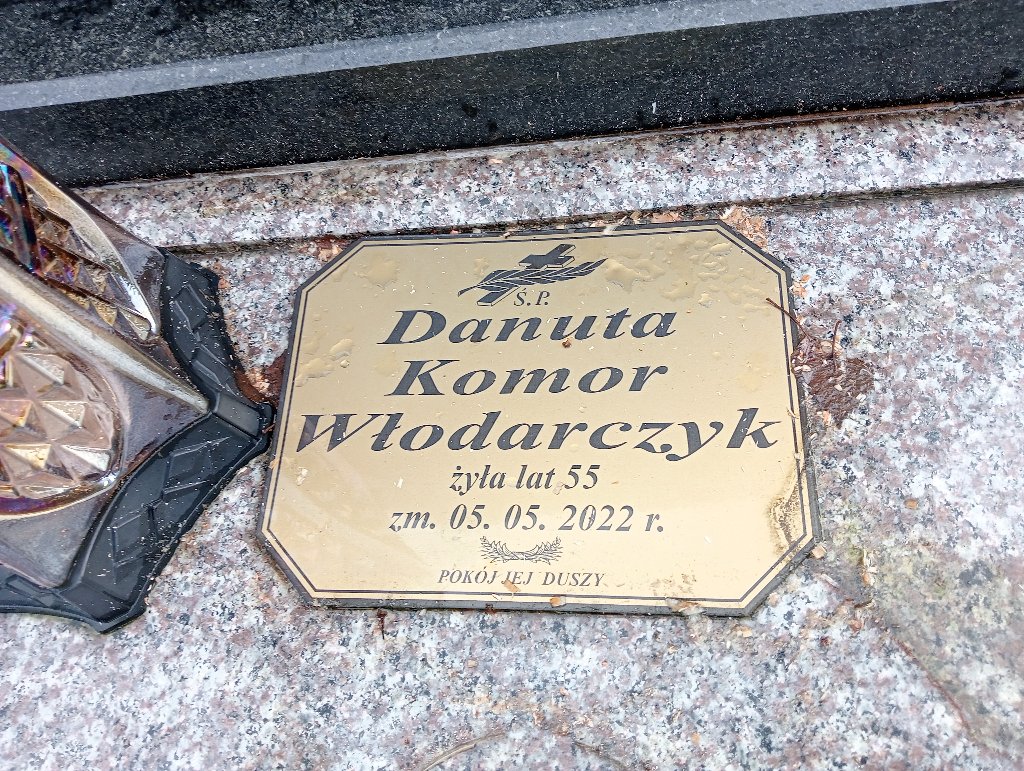 Ś.P.
Danuta
Komor
Włodarczyk
żyła lat 55
zm. 05. 05. 2022 r.
POKÓJ JEJ DUSZY